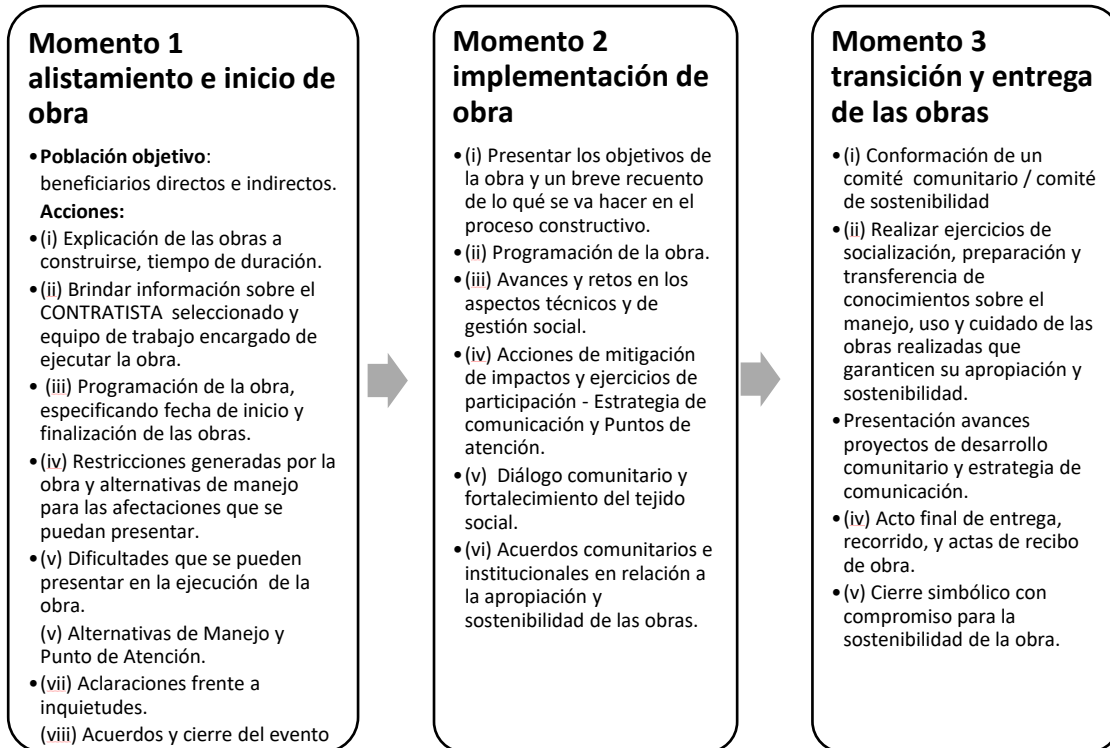 Momento 1
alistamiento e inicio de
obra
•Población objetivo:
beneficiarios directos e indirectos.
Acciones:
•(i) Explicación de las obras a
construirse, tiempo de duración.
•(ii) Brindar información sobre el
CONTRATISTA seleccionado y
equipo de trabajo encargado de
ejecutar la obra.
• (iii) Programación de la obra,
especificando fecha de inicio y
finalización de las obras.
•(iv) Restricciones generadas por la
obra y alternativas de manejo
para las afectaciones que se
puedan presentar.
•(v) Dificultades que se pueden
presentar en la ejecución de la
obra.
(v) Alternativas de Manejo y
Punto de Atención.
•(vii) Aclaraciones frente a
inquietudes.
(viii) Acuerdos y cierre del evento
Momento 2
implementación de
obra
•(i) Presentar los objetivos de
la obra y un breve recuento
de lo qué se va hacer en el
proceso constructivo.
•(ii) Programación de la obra.
•(iii) Avances y retos en los
aspectos técnicos y de
gestión social.
•(iv) Acciones de mitigación
de impactos y ejercicios de
participación - Estrategia de
comunicación y Puntos de
atención.
•(v) Diálogo comunitario y
fortalecimiento del tejido
social.
•(vi) Acuerdos comunitarios e
institucionales en relación a
la apropiación y
sostenibilidad de las obras.
Momento 3
transición y entrega
de las obras
•(i) Conformación de un
comité comunitario / comité
de sostenibilidad
•(ii) Realizar ejercicios de
socialización, preparación y
transferencia de
conocimientos sobre el
manejo, uso y cuidado de las
obras realizadas que
garanticen su apropiación y
sostenibilidad.
•Presentación avances
proyectos de desarrollo
comunitario y estrategia de
comunicación.
•(iv) Acto final de entrega,
recorrido, y actas de recibo
de obra.
•(v) Cierre simbólico con
compromiso para la
sostenibilidad de la obra.